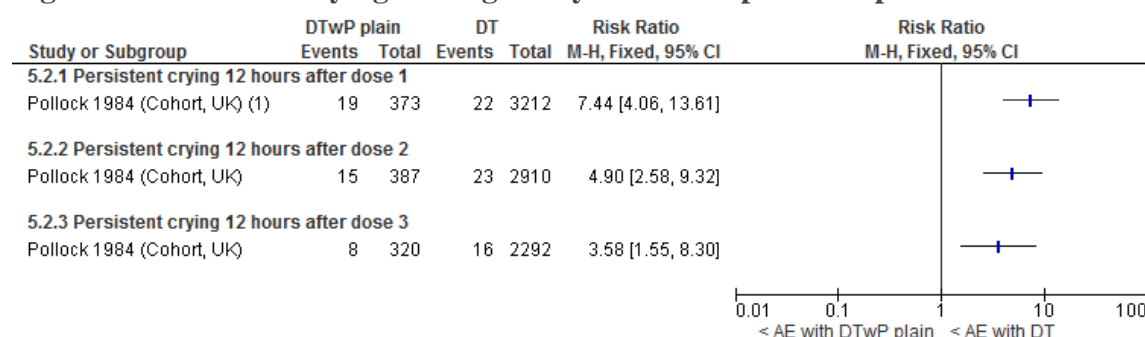 DTwP plain DT Risk Ratio Risk Ratio
Study or Subgroup Events Total Events Total M-H, Fixed, 95% CI M-H, Fixed, 95% CI
5.2.1 Persistent crying 12 hours after dose 1
Pollock 1984 (Cohort, UK) (1) 19 373 22 3212 7.44 [4.06, 13.61]
5.2.2 Persistent crying 12 hours after dose 2
Pollock 1984 (Cohort, UK) 15 387 23 2910 4.90 [2.58, 9.32]
5.2.3 Persistent crying 12 hours after dose 3
Pollock 1984 (Cohort, UK) 8 320 16 2292 3.58 [1.55, 8.30]
0.01 0.1 1 10 100
< AE with DTwP plain < AE with DT